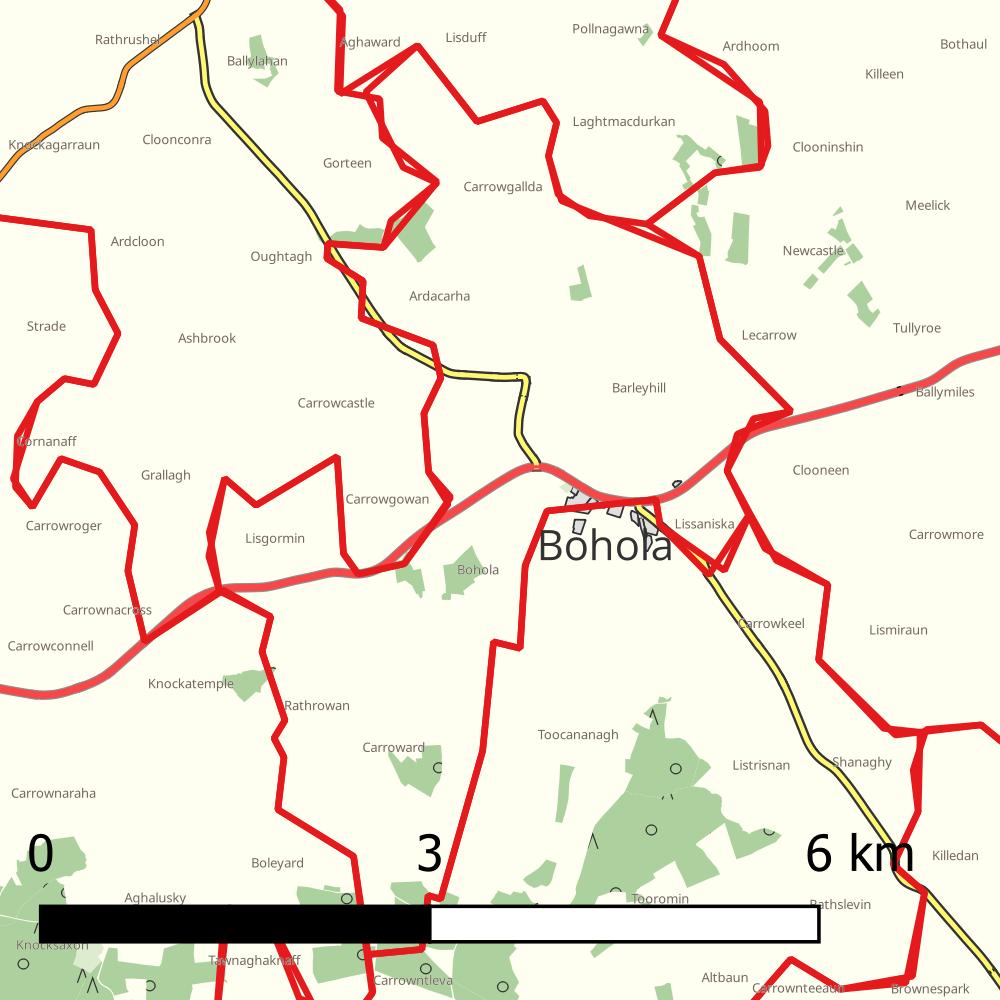 Rathrushel
Aghaward
Lisduff
Pollnagawna
Ardhoom
Bothaul
Ballylahan
Killeen
Laghtmacdurkan
Knockagarraun
Cloonconra
Clooninshin
Gorteen
Carrowgallda
Meelick
Ardcloon
Oughtagh
Newcastle
Ardacarha
Strade
Ashbrook
Lecarrow
Tullyroe
Barleyhill
Ballymiles
Carrowcastle
Cornanaff
Grallagh
Clooneen
Carrowgowan
Carrowroger
Lissaniska
Lisgormin
Bohola
Carrowmore
Bohola
Carrownacross
Carrowkeel
Lismiraun
Carrowconnell
Knockatemple
Rathrowan
Toocananagh
Carroward
Listrisnan
Shanaghy
Carrownaraha
0 3 6 km
Boleyard
Killedan
Aghalusky
Tooromin
Rathslevin
Knocksaxon
Tawnaghaknaff
Carrowntleva
Altbaun
Carrownteeaun
Brownespark